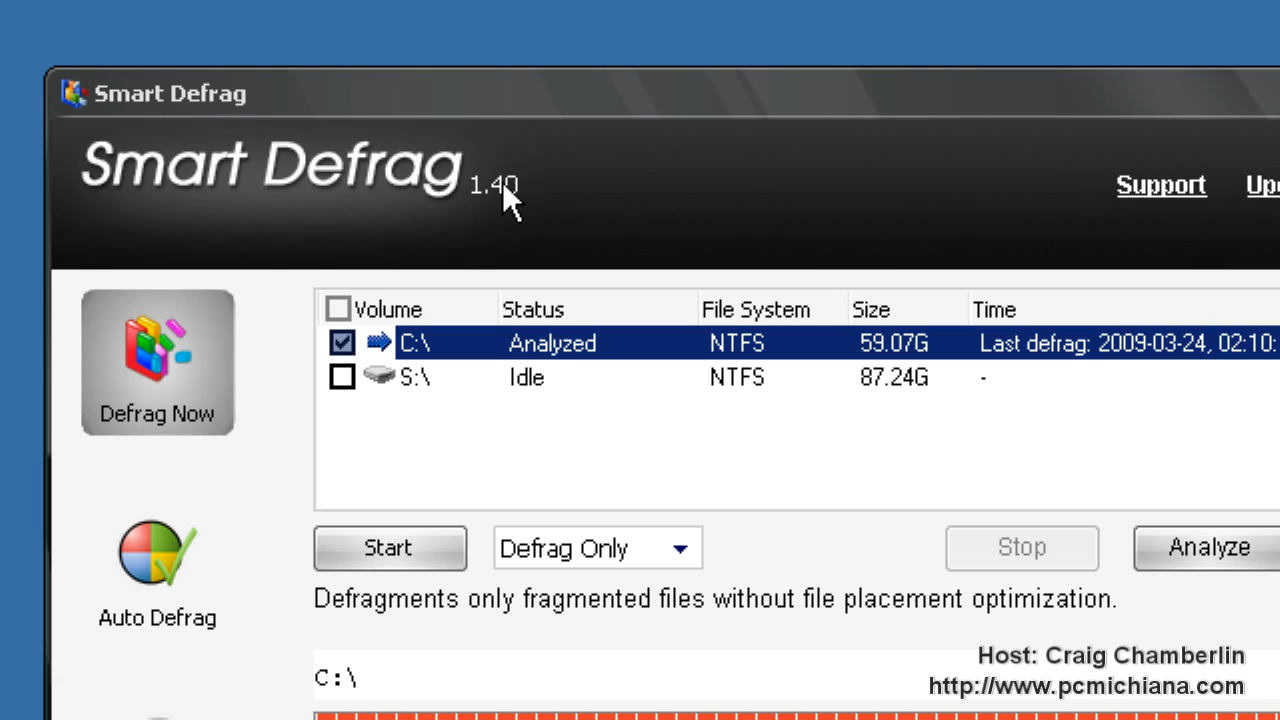 Smart Defrag
Smart Defrag 1.40
Support
Volume Status File System Size Time
C:\ Analyzed NTFS 59.07G Last defrag: 2009-03-24, 02:10:
S:\ Idle NTFS 87.24G -
Defrag Now
Start Defrag Only Stop Analyze
Defragments only fragmented files without file placement optimization.
Auto Defrag
C:\
Host: Craig Chamberlin
http://www.pcmichiana.com